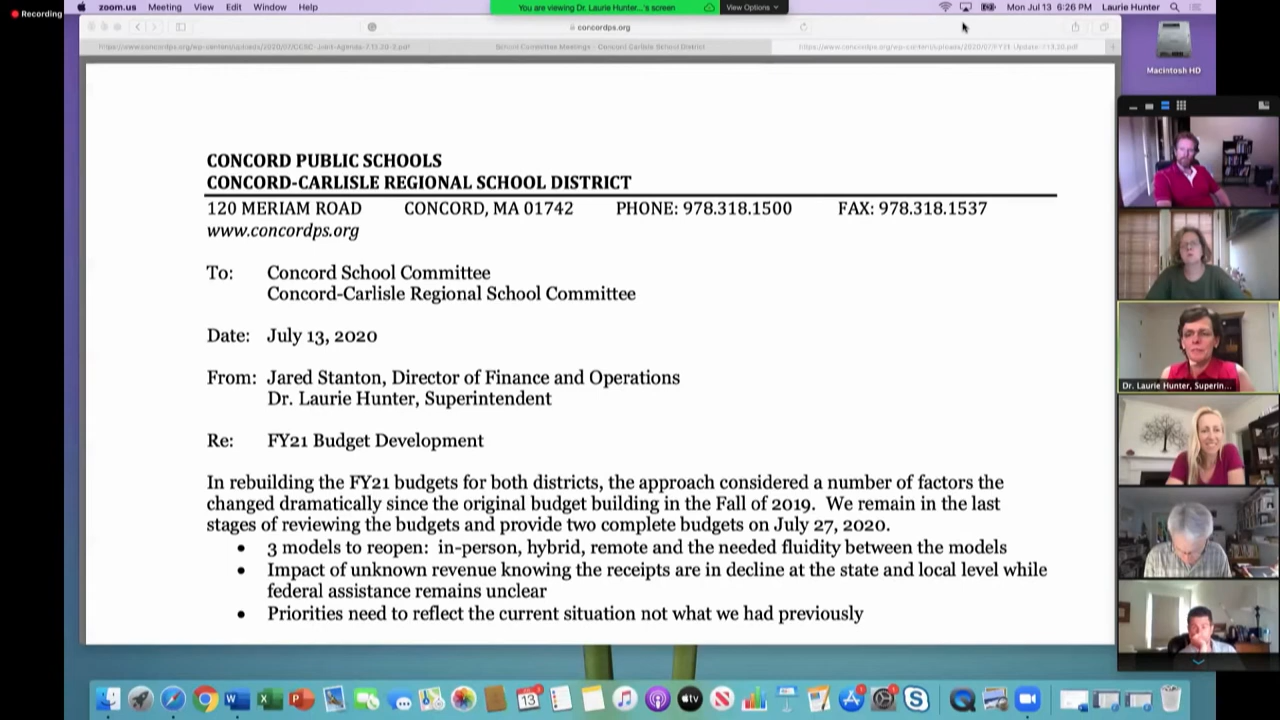 Recording
zoom.us Meeting View Edit Window Help
You are viewing Dr. Laurie Hunter...'s screen
View Options
Mon Jul 13 6:26 PM Laurie Hunter
concordps.org
School Committee Meetings - Concord Carlisle School District
Macintosh HD
CONCORD PUBLIC SCHOOLS
CONCORD-CARLISLE REGIONAL SCHOOL DISTRICT
120 MERIAM ROAD CONCORD, MA 01742 PHONE: 978.318.1500 FAX: 978.318.1537
www.concordps.org
To: Concord School Committee
Concord-Carlisle Regional School Committee
Date: July 13, 2020
From: Jared Stanton, Director of Finance and Operations
Dr. Laurie Hunter, Superintendent
Re: FY21 Budget Development
In rebuilding the FY21 budgets for both districts, the approach considered a number of factors the
changed dramatically since the original budget building in the Fall of 2019. We remain in the last
stages of reviewing the budgets and provide two complete budgets on July 27, 2020.
• 3 models to reopen: in-person, hybrid, remote and the needed fluidity between the models
• Impact of unknown revenue knowing the receipts are in decline at the state and local level while
federal assistance remains unclear
• Priorities need to reflect the current situation not what we had previously
Dr. Laurie Hunter, Superin...
13
tv